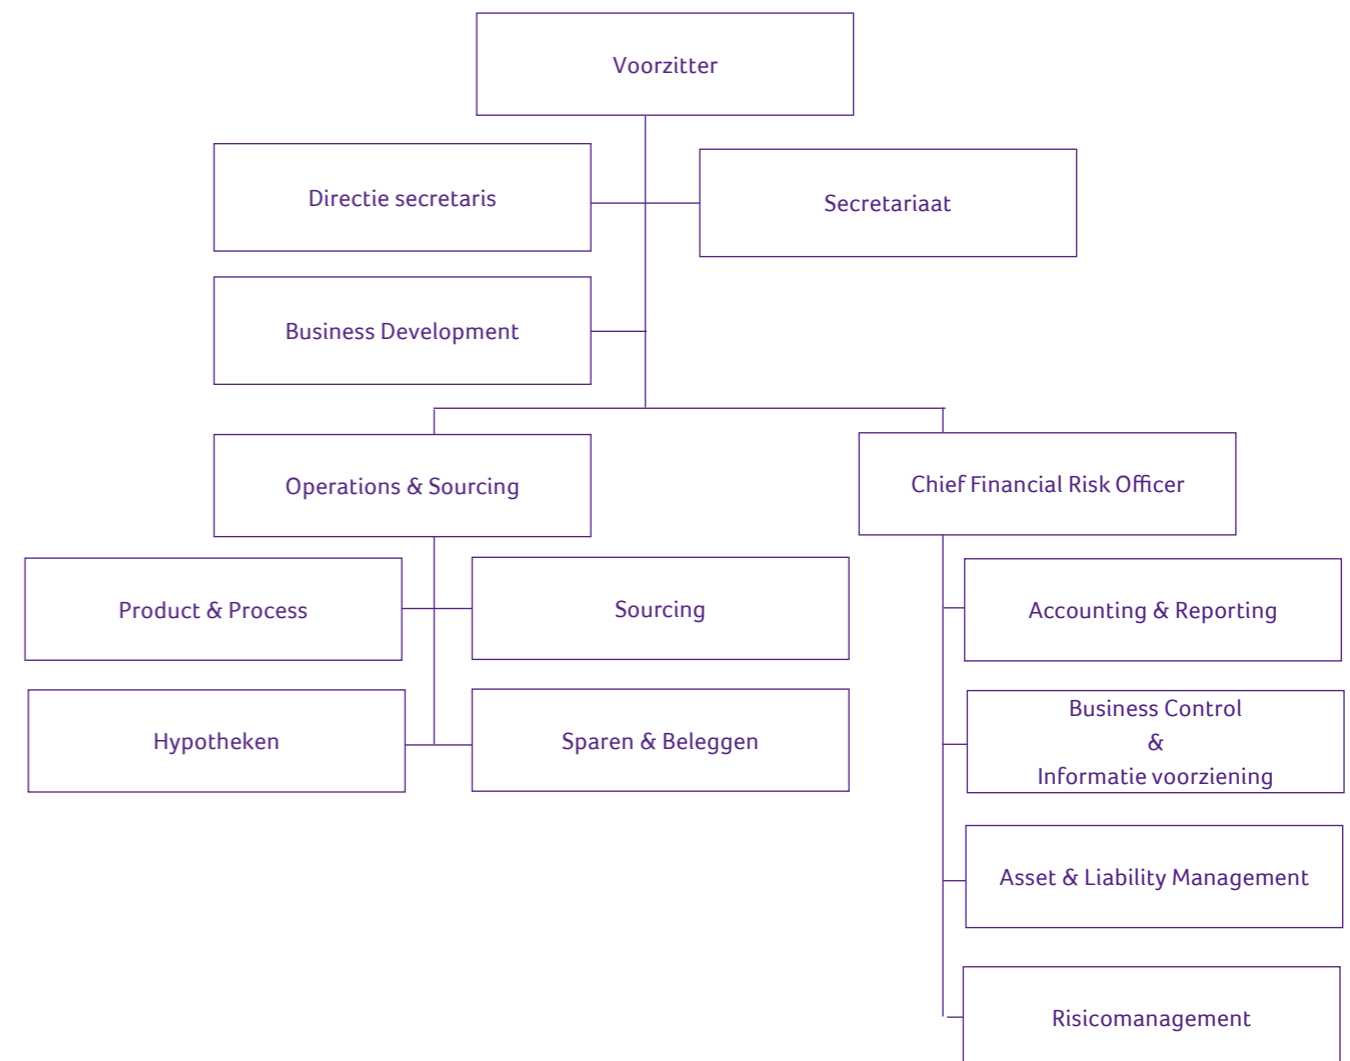 Voorzitter
Directie secretaris
Secretariaat
Business Development
Operations & Sourcing
Chief Financial Risk Officer
Product & Process
Sourcing
Accounting & Reporting
Hypotheken
Sparen & Beleggen
Business Control
&
Informatie voorziening
Asset & Liability Management
Risicomanagement